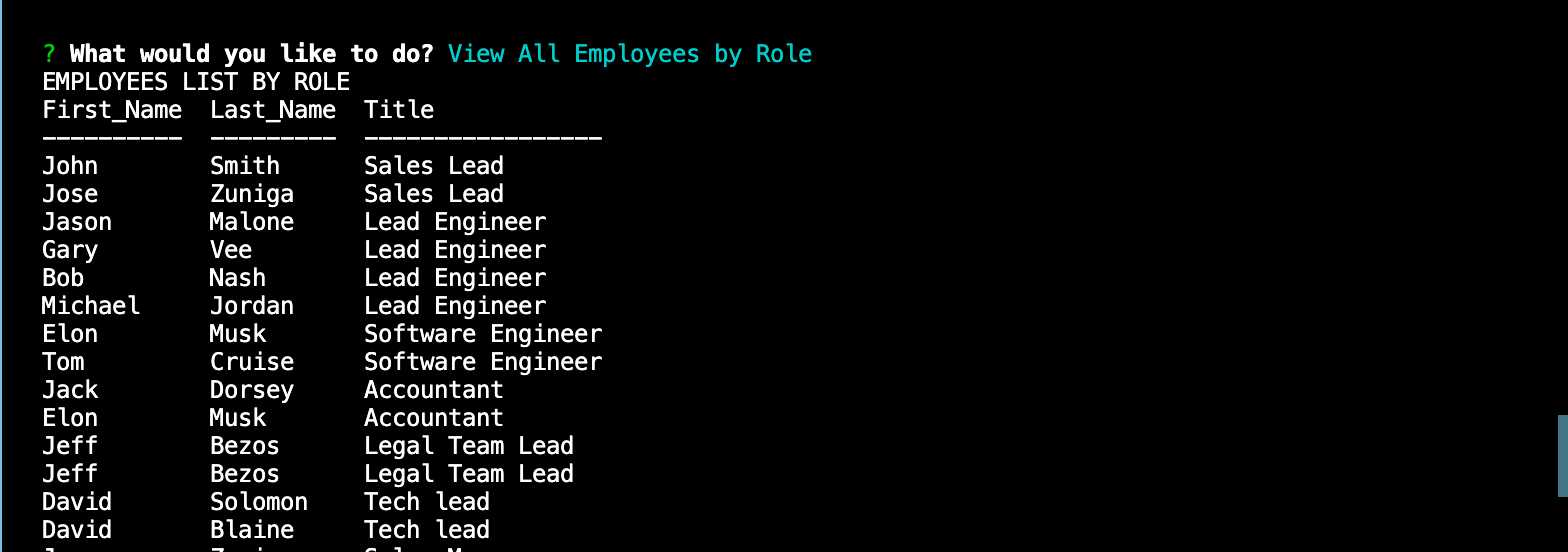 ? What would you like to do? View All Employees by Role
EMPLOYEES LIST BY ROLE
First_Name  Last_Name  Title
----------  ---------  -----------------
John        Smith      Sales Lead
Jose        Zuniga     Sales Lead
Jason       Malone     Lead Engineer
Gary        Vee        Lead Engineer
Bob         Nash       Lead Engineer
Michael     Jordan     Lead Engineer
Elon        Musk       Software Engineer
Tom         Cruise     Software Engineer
Jack        Dorsey     Accountant
Elon        Musk       Accountant
Jeff        Bezos      Legal Team Lead
Jeff        Bezos      Legal Team Lead
David       Solomon    Tech lead
David       Blaine     Tech lead